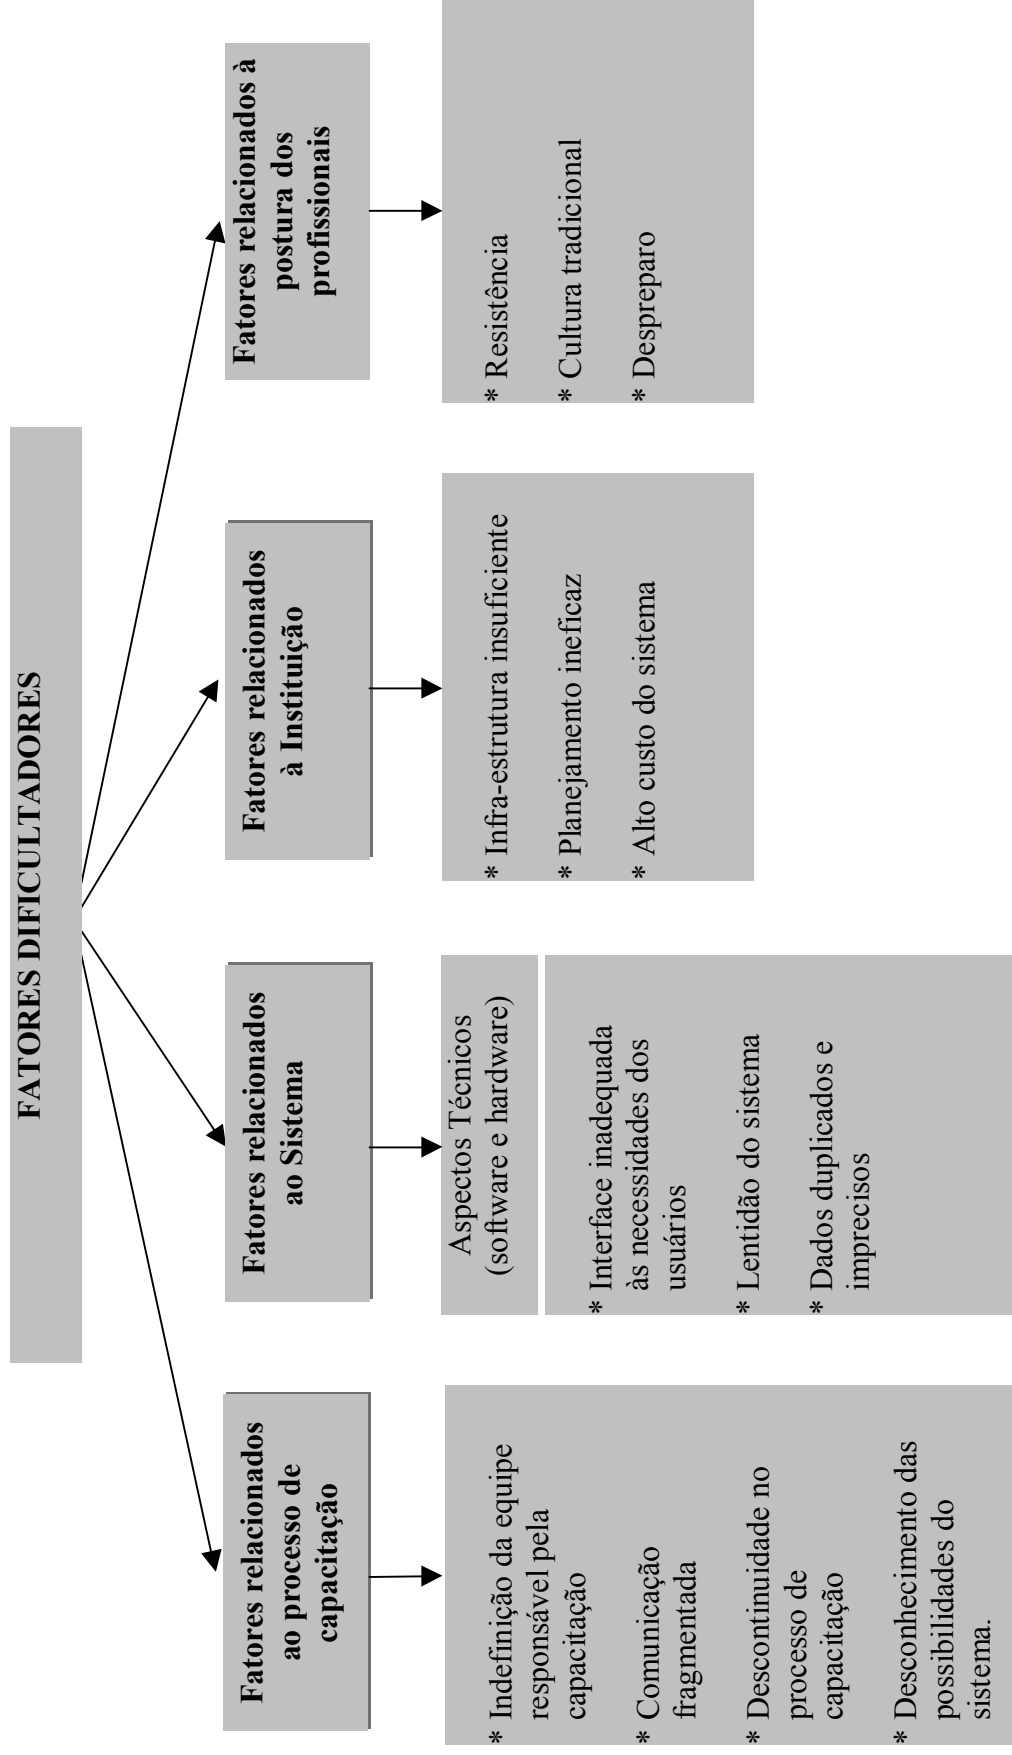 FATORES DIFICULTADORES
Fatores relacionados
ao processo de
capacitação
* Indefinição da equipe
responsável pela
capacitação
* Comunicação
fragmentada
* Descontinuidade no
processo de
capacitação
* Desconhecimento das
possibilidades do
sistema.
Fatores relacionados
ao Sistema
Aspectos Técnicos
(software e hardware)
* Interface inadequada
às necessidades dos
usuários
* Lentidão do sistema
* Dados duplicados e
imprecisos
Fatores relacionados
à Instituição
* Infra-estrutura insuficiente
* Planejamento ineficaz
* Alto custo do sistema
Fatores relacionados à
postura dos
profissionais
* Resistência
* Cultura tradicional
* Despreparo